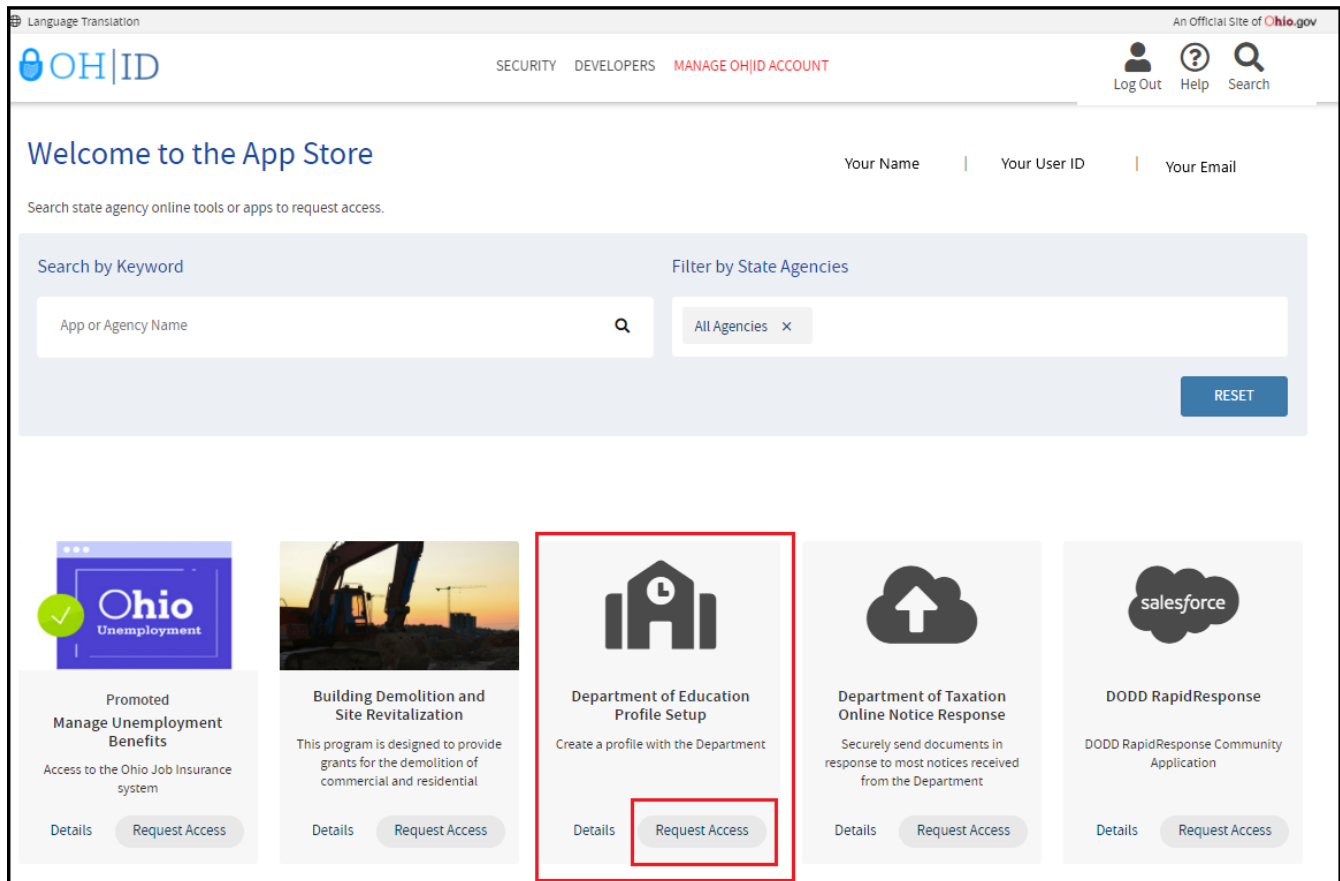 Language Translation
An Official Site of Ohio.gov
OH|ID
SECURITY DEVELOPERS MANAGE OH|ID ACCOUNT
Log Out Help Search
Welcome to the App Store
Your Name | Your User ID | Your Email
Search state agency online tools or apps to request access.
Search by Keyword
Filter by State Agencies
App or Agency Name
All Agencies ×
RESET
Ohio
Unemployment
Promoted
Manage Unemployment
Benefits
Access to the Ohio Job Insurance
system
Details Request Access
Building Demolition and
Site Revitalization
This program is designed to provide
grants for the demolition of
commercial and residential
Details Request Access
Department of Education
Profile Setup
Create a profile with the Department
Details Request Access
Department of Taxation
Online Notice Response
Securely send documents in
response to most notices received
from the Department
Details Request Access
salesforce
DODD RapidResponse
DODD RapidResponse Community
Application
Details Request Access